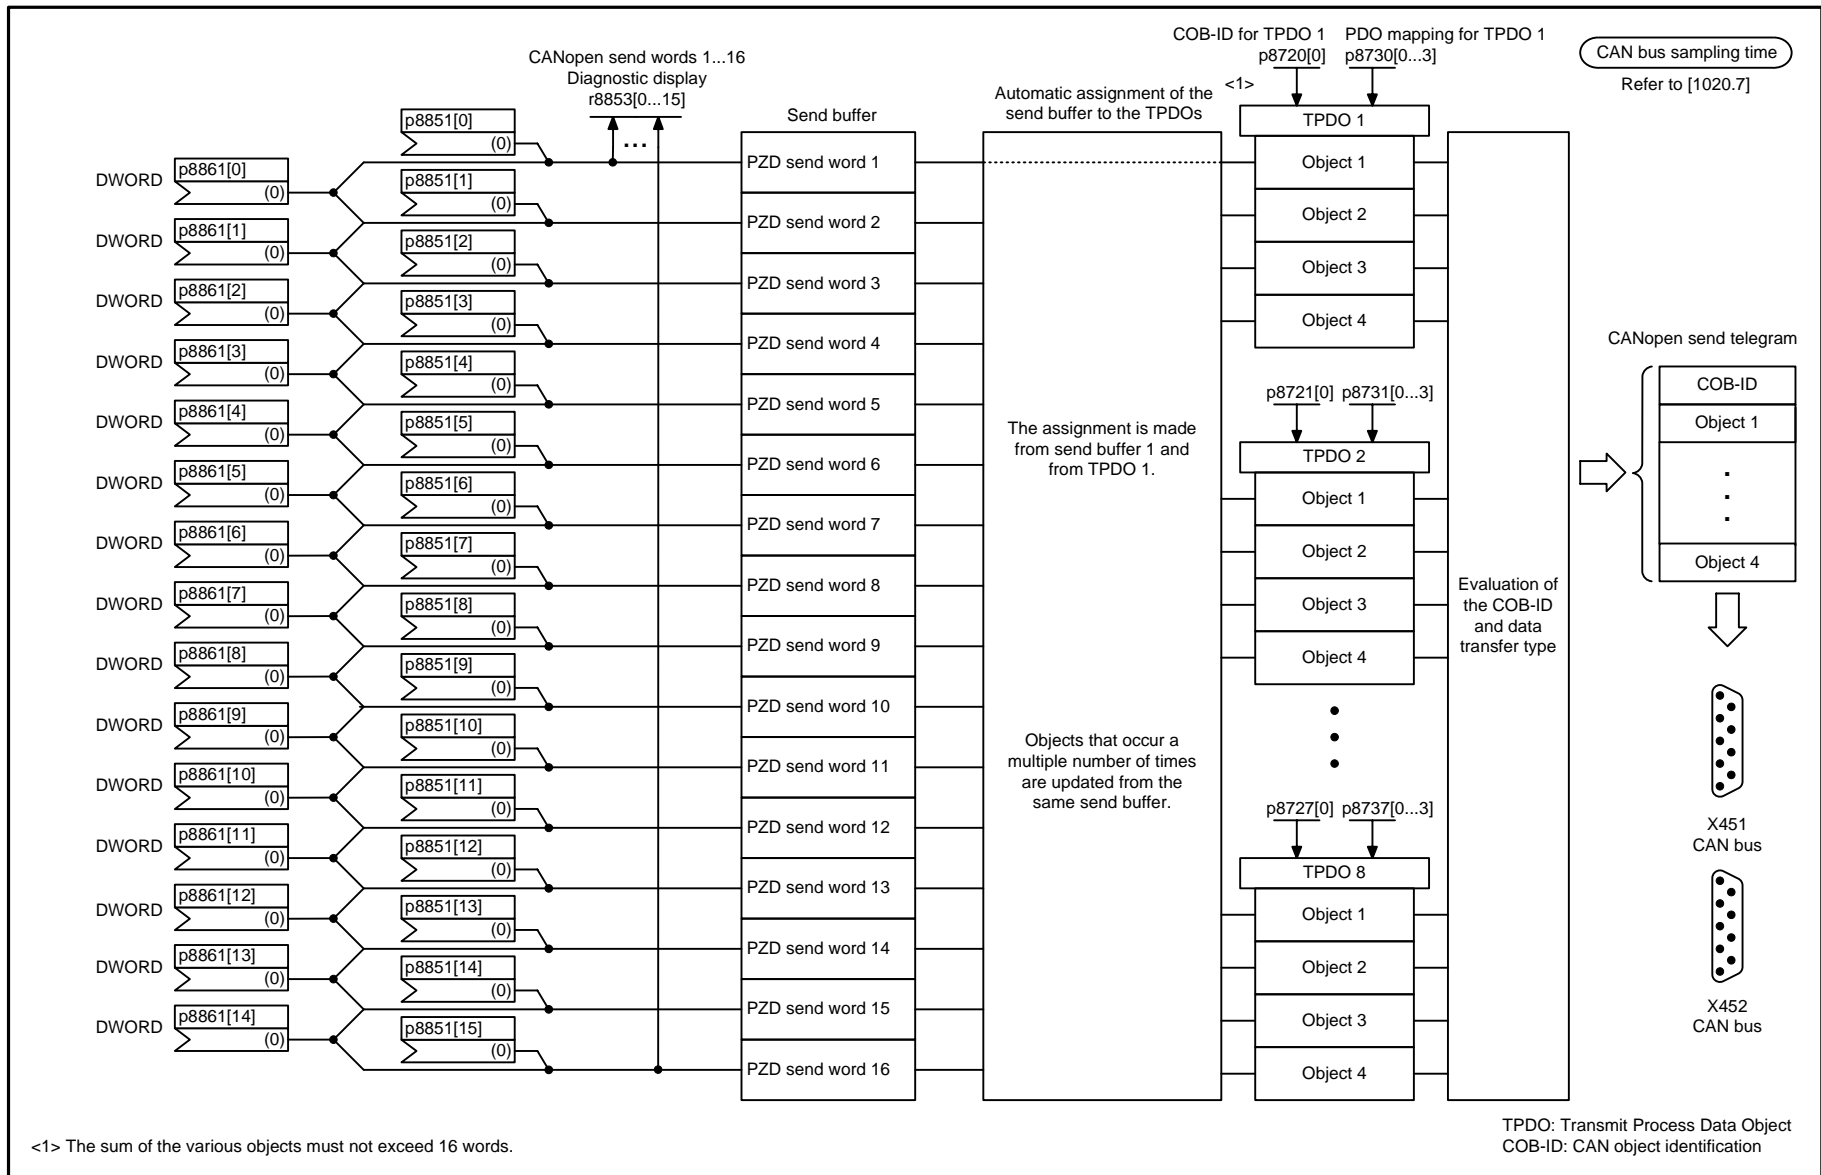 COB-ID for TPDO 1
p8720[0]
PDO mapping for TPDO 1
p8730[0...3]
CAN bus sampling time
Refer to [1020.7]
CANopen send words 1...16
Diagnostic display
r8853[0...15]
...
<1>
Automatic assignment of the
send buffer to the TPDOs
Send buffer
DWORD
p8861[0]
(0)
DWORD
p8861[1]
(0)
DWORD
p8861[2]
(0)
DWORD
p8861[3]
(0)
DWORD
p8861[4]
(0)
DWORD
p8861[5]
(0)
DWORD
p8861[6]
(0)
DWORD
p8861[7]
(0)
DWORD
p8861[8]
(0)
DWORD
p8861[9]
(0)
DWORD
p8861[10]
(0)
DWORD
p8861[11]
(0)
DWORD
p8861[12]
(0)
DWORD
p8861[13]
(0)
DWORD
p8861[14]
(0)
p8851[0]
(0)
p8851[1]
(0)
p8851[2]
(0)
p8851[3]
(0)
p8851[4]
(0)
p8851[5]
(0)
p8851[6]
(0)
p8851[7]
(0)
p8851[8]
(0)
p8851[9]
(0)
p8851[10]
(0)
p8851[11]
(0)
p8851[12]
(0)
p8851[13]
(0)
p8851[14]
(0)
p8851[15]
(0)
PZD send word 1
PZD send word 2
PZD send word 3
PZD send word 4
PZD send word 5
PZD send word 6
PZD send word 7
PZD send word 8
PZD send word 9
PZD send word 10
PZD send word 11
PZD send word 12
PZD send word 13
PZD send word 14
PZD send word 15
PZD send word 16
The assignment is made
from send buffer 1 and
from TPDO 1.
Objects that occur a
multiple number of times
are updated from the
same send buffer.
TPDO 1
Object 1
Object 2
Object 3
Object 4
p8721[0]
p8731[0...3]
TPDO 2
Object 1
Object 2
Object 3
Object 4
p8727[0]
p8737[0...3]
TPDO 8
Object 1
Object 2
Object 3
Object 4
Evaluation of
the COB-ID
and data
transfer type
CANopen send telegram
COB-ID
Object 1
.
.
.
Object 4
X451
CAN bus
X452
CAN bus
<1> The sum of the various objects must not exceed 16 words.
TPDO: Transmit Process Data Object
COB-ID: CAN object identification